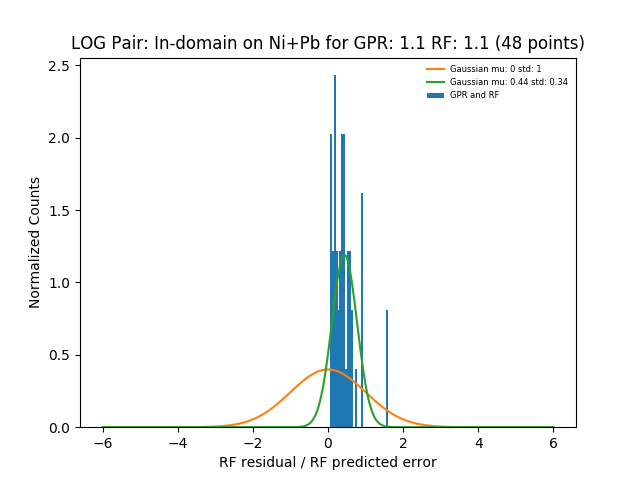 LOG Pair: In-domain on Ni+Pb for GPR: 1.1 RF: 1.1 (48 points)
Gaussian mu: 0 std: 1
Gaussian mu: 0.44 std: 0.34
GPR and RF
Normalized Counts
2.5
2.0
1.5
1.0
0.5
0.0
−6 −4 −2 0 2 4 6
RF residual / RF predicted error